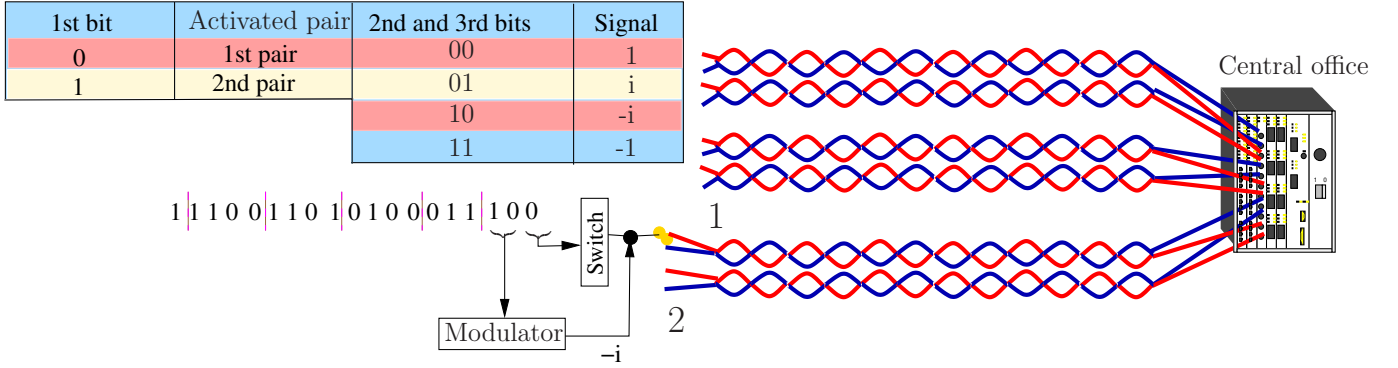 1st bit Activated pair 2nd and 3rd bits Signal
0 1st pair 00 1
1 2nd pair 01 i
10 -i
11 -1
Central office
1 1 1 0 0 1 1 0 1 0 1 0 0 0 1 1 1 0 0
Switch
1
2
Modulator
−i